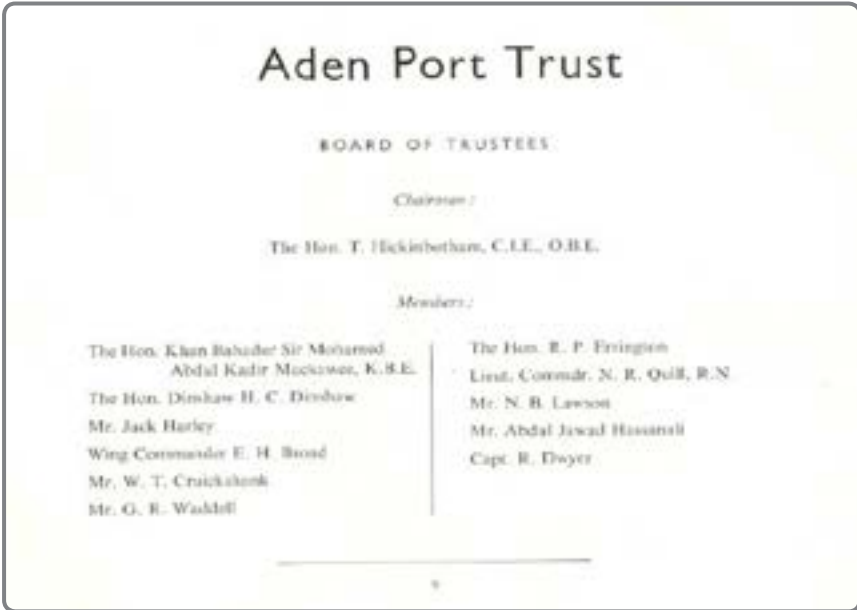 Aden Port Trust
BOARD OF TRUSTEES
Chairman:
The Hon. T. Hickinbotham, C.I.E., O.B.E.
Members:
The Hon. Khan Bahadur Sir Mohamed
Abdul Kadir Mackawee, K.B.E.
The Hon. Dinshaw H. C. Dinshaw
Mr. Jack Harley
Wing Commander E. H. Broad
Mr. W. T. Cruickshank
Mr. G. R. Waddell
The Hon. R. P. Errington
Lieut. Commdr. N. R. Quill, R.N
Mr. N. B. Lawson
Mr. Abdal Jawad Hassanali
Capt. R. Dwyer